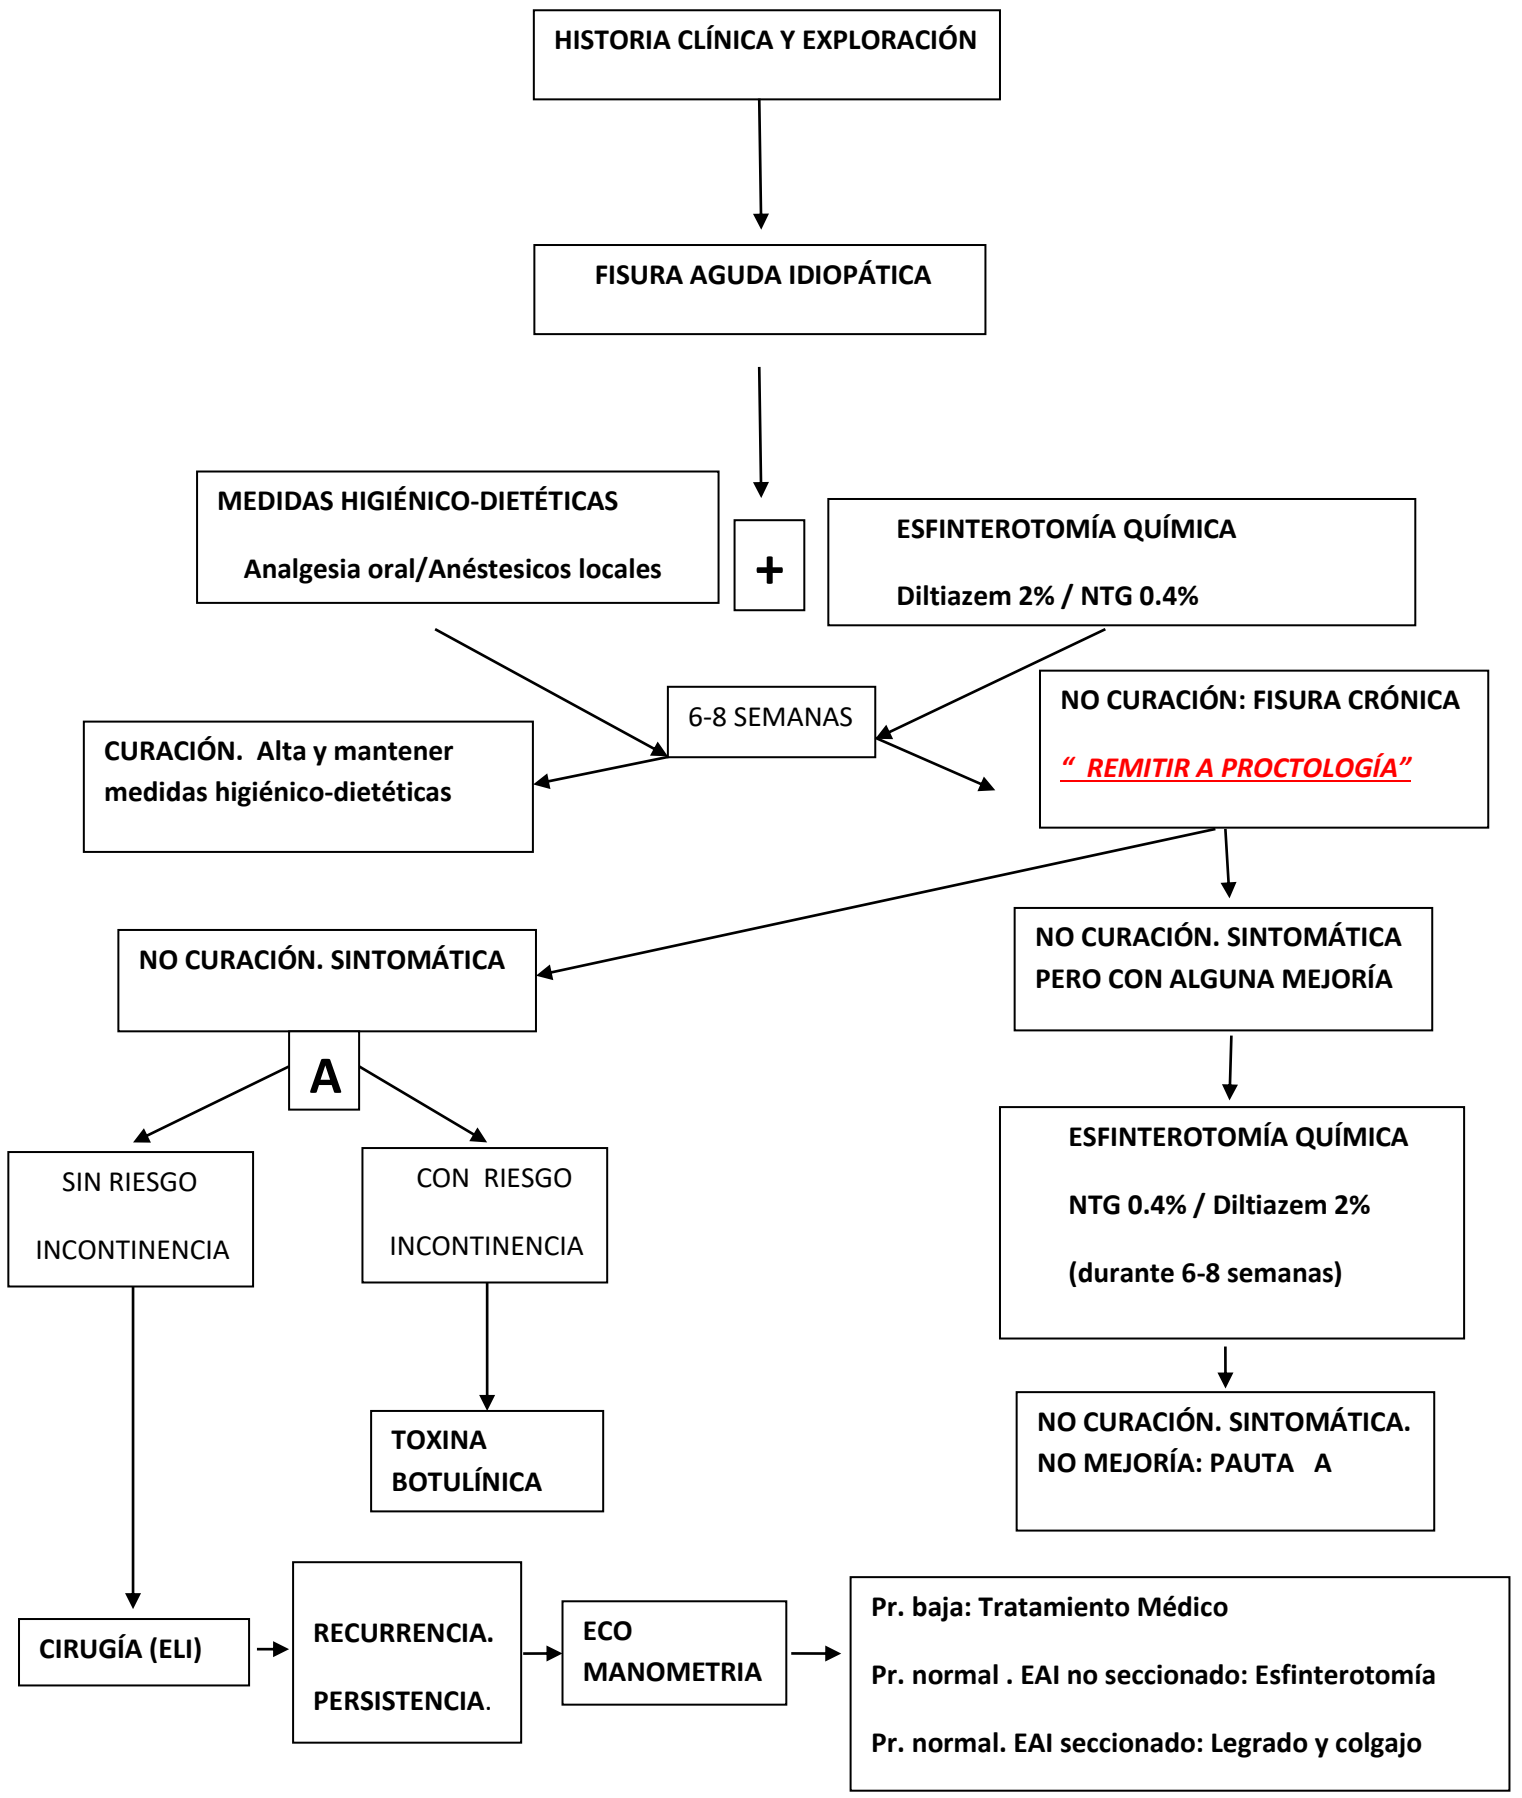 HISTORIA CLÍNICA Y EXPLORACIÓN
FISURA AGUDA IDIOPÁTICA
MEDIDAS HIGIÉNICO-DIETÉTICAS
Analgesia oral/Anéstesicos locales
+
ESFINTEROTOMÍA QUÍMICA
Diltiazem 2% / NTG 0.4%
6-8 SEMANAS
CURACIÓN. Alta y mantener
medidas higiénico-dietéticas
NO CURACIÓN: FISURA CRÓNICA
“ REMITIR A PROCTOLOGÍA”
NO CURACIÓN. SINTOMÁTICA
NO CURACIÓN. SINTOMÁTICA
PERO CON ALGUNA MEJORÍA
A
SIN RIESGO
INCONTINENCIA
CON RIESGO
INCONTINENCIA
ESFINTEROTOMÍA QUÍMICA
NTG 0.4% / Diltiazem 2%
(durante 6-8 semanas)
TOXINA
BOTULÍNICA
NO CURACIÓN. SINTOMÁTICA.
NO MEJORÍA: PAUTA A
CIRUGÍA (ELI)
RECURRENCIA.
PERSISTENCIA.
ECO
MANOMETRIA
Pr. baja: Tratamiento Médico
Pr. normal . EAI no seccionado: Esfinterotomía
Pr. normal. EAI seccionado: Legrado y colgajo